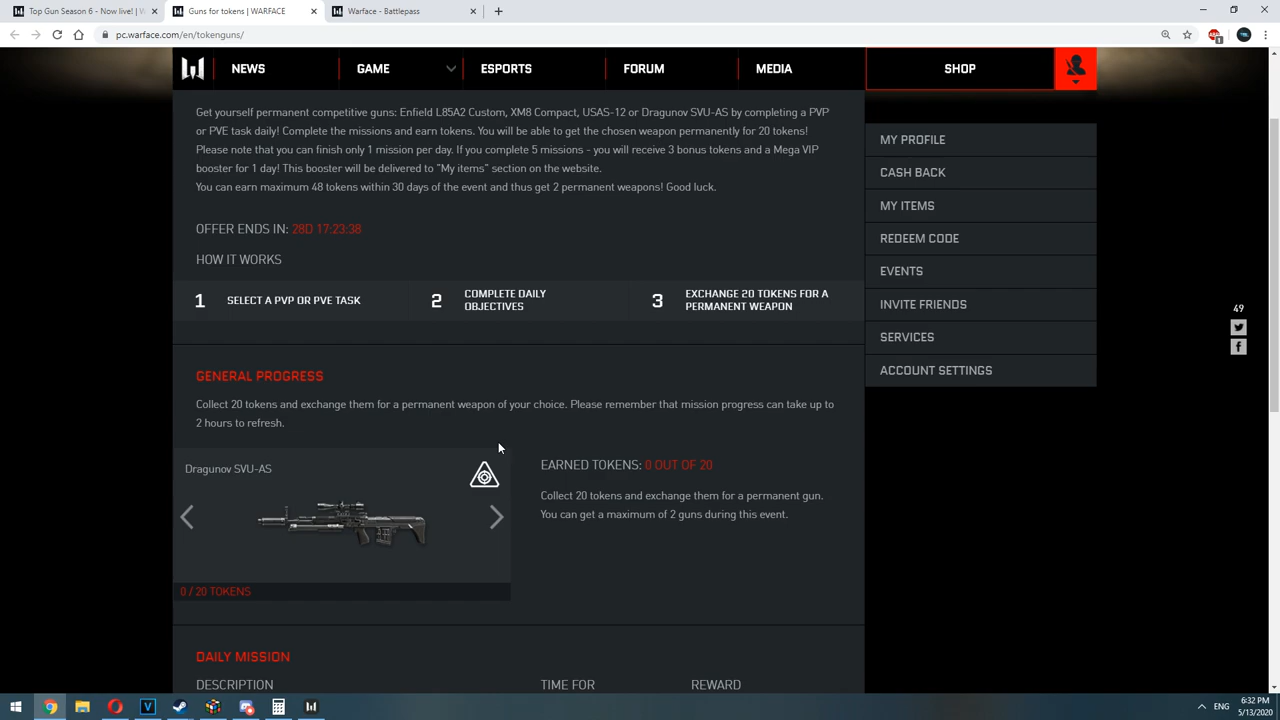 Top Gun Season 6 - Now live! | W
Guns for tokens | WARFACE
Warface - Battlepass
pc.warface.com/en/tokenguns/
NEWS
GAME
ESPORTS
FORUM
MEDIA
SHOP
Get yourself permanent competitive guns: Enfield L85A2 Custom, XM8 Compact, USAS-12 or Dragunov SVU-AS by completing a PVP
or PVE task daily! Complete the missions and earn tokens. You will be able to get the chosen weapon permanently for 20 tokens!
Please note that you can finish only 1 mission per day. If you complete 5 missions - you will receive 3 bonus tokens and a Mega VIP
booster for 1 day! This booster will be delivered to "My items" section on the website.
You can earn maximum 48 tokens within 30 days of the event and thus get 2 permanent weapons! Good luck.
OFFER ENDS IN: 28D 17:23:38
HOW IT WORKS
1 SELECT A PVP OR PVE TASK
2 COMPLETE DAILY
OBJECTIVES
3 EXCHANGE 20 TOKENS FOR A
PERMANENT WEAPON
GENERAL PROGRESS
Collect 20 tokens and exchange them for a permanent weapon of your choice. Please remember that mission progress can take up to
2 hours to refresh.
Dragunov SVU-AS
0 / 20 TOKENS
EARNED TOKENS: 0 OUT OF 20
Collect 20 tokens and exchange them for a permanent gun.
You can get a maximum of 2 guns during this event.
DAILY MISSION
DESCRIPTION
TIME FOR
REWARD
MY PROFILE
CASH BACK
MY ITEMS
REDEEM CODE
EVENTS
INVITE FRIENDS
SERVICES
ACCOUNT SETTINGS
49
ENG
6:32 PM
5/13/2020